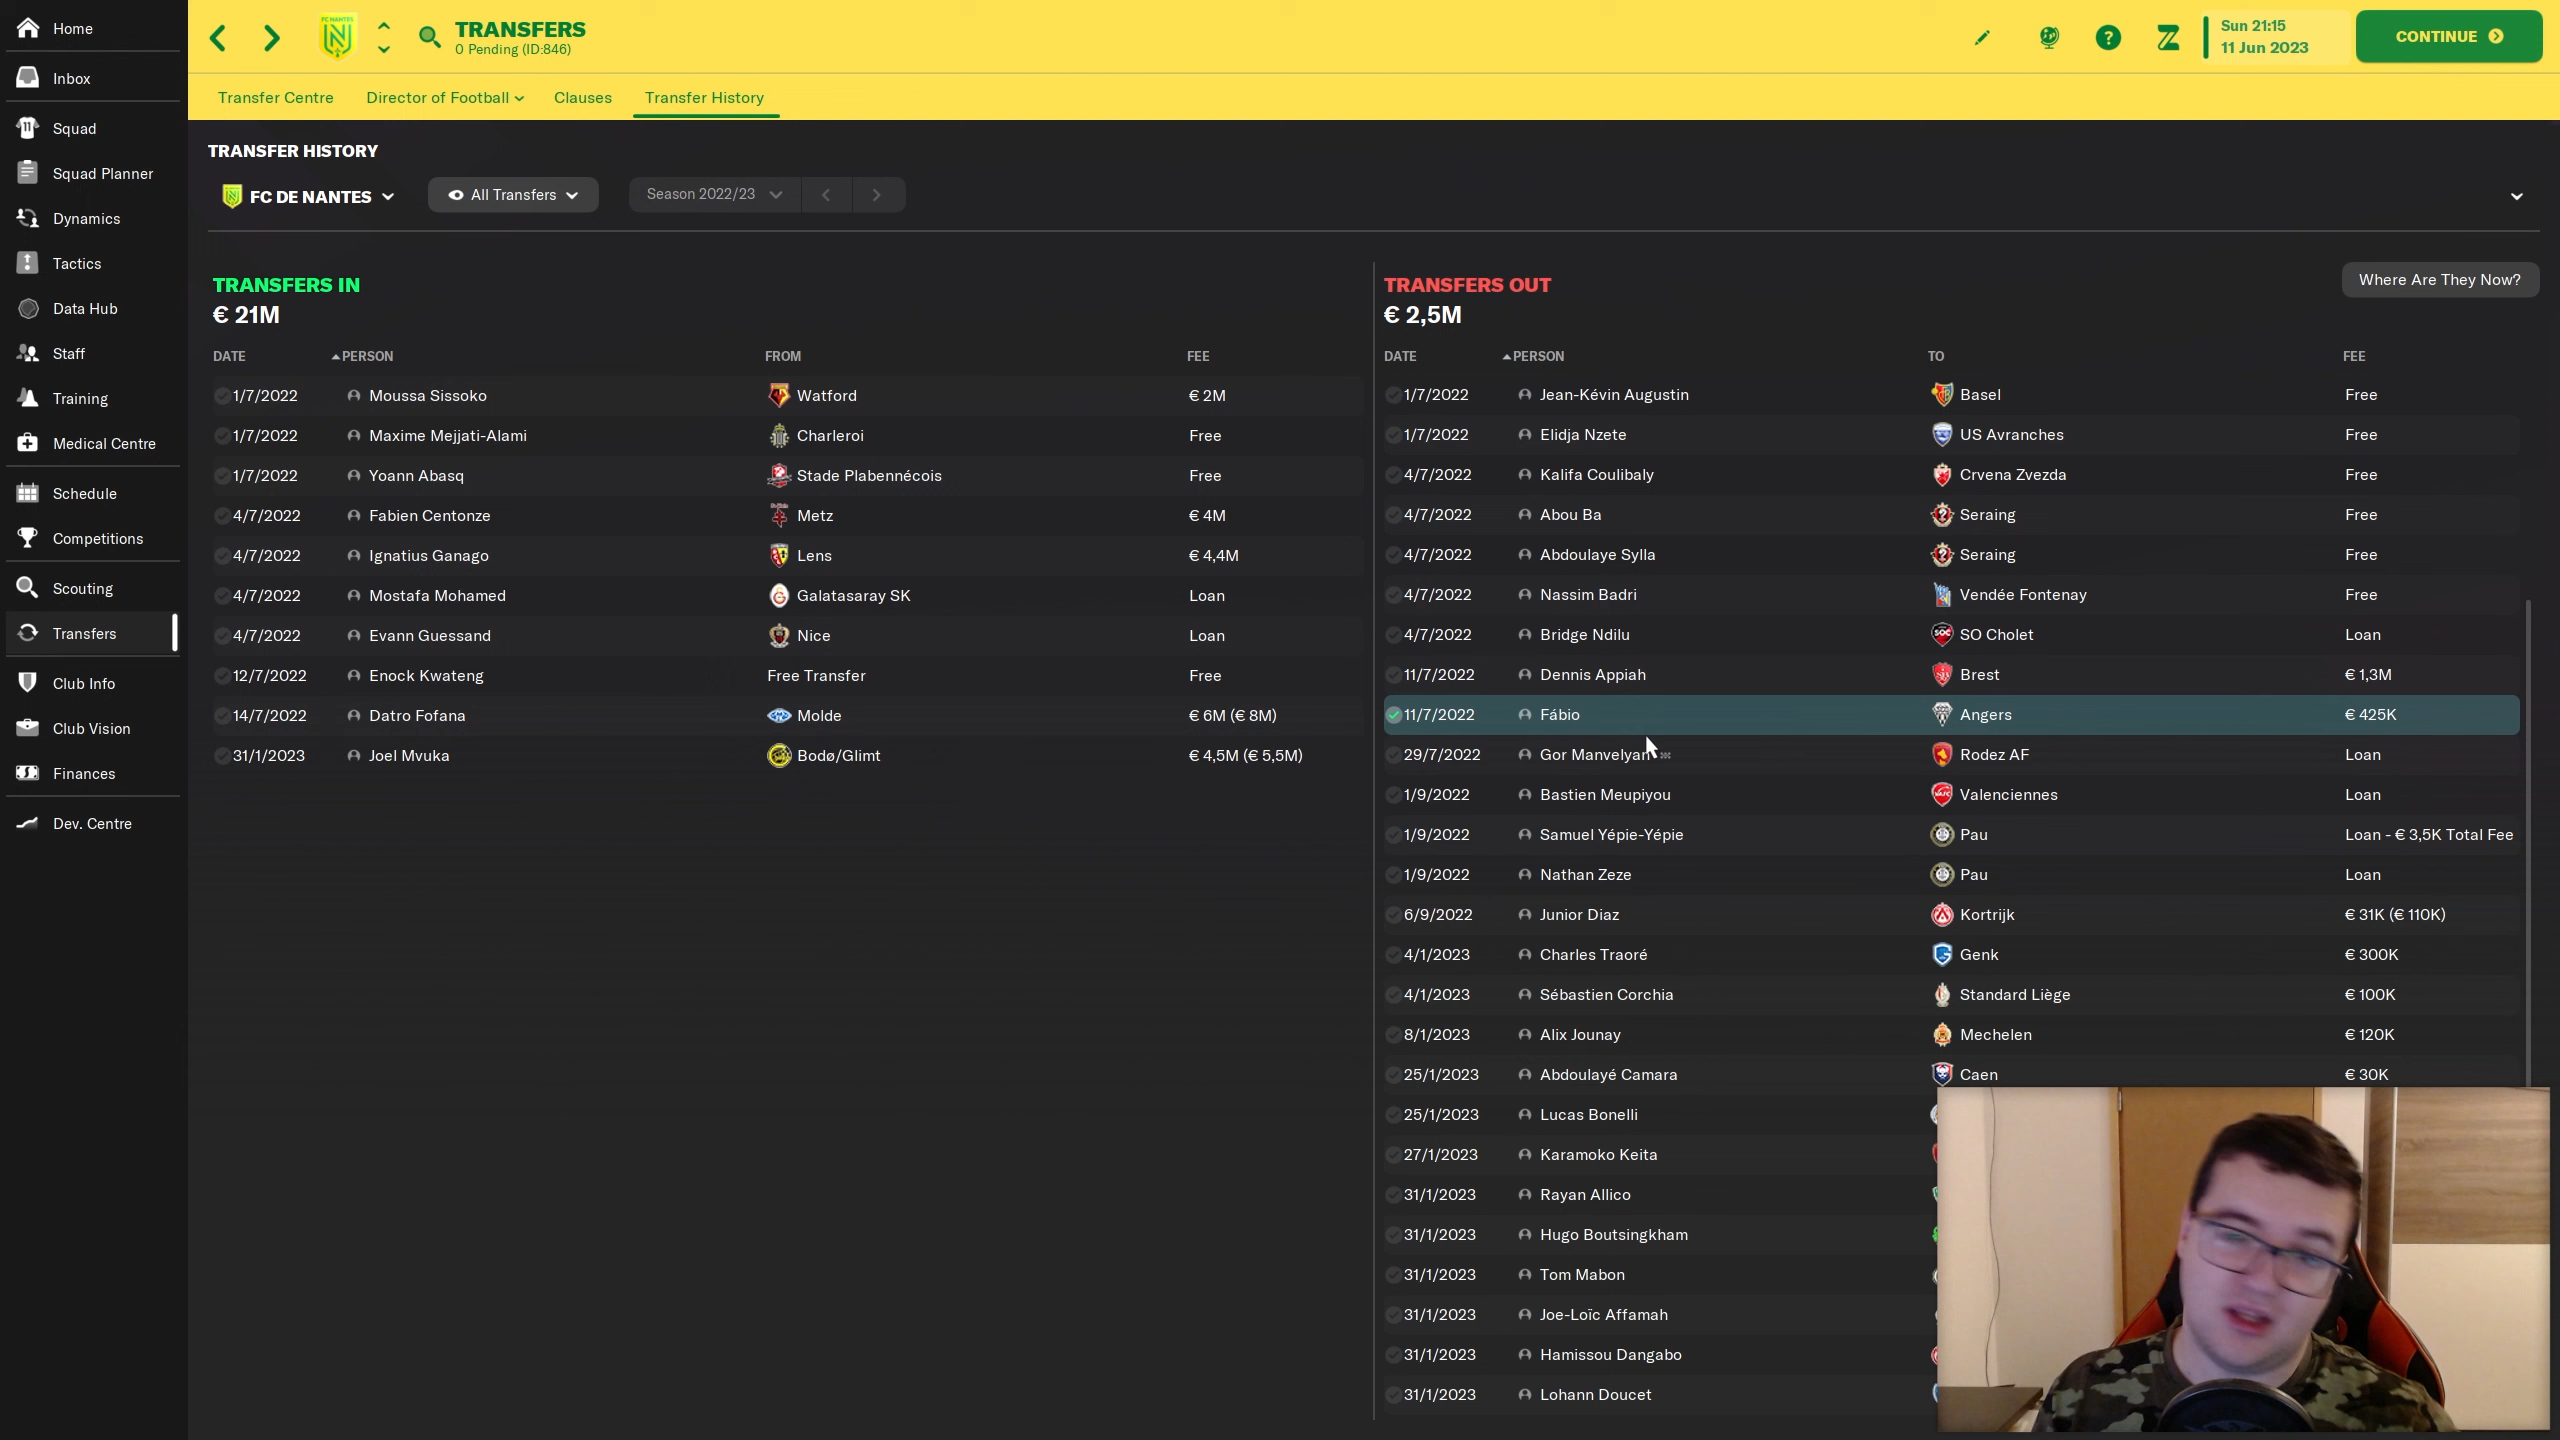 Home
Inbox
Squad
Squad Planner
Dynamics
Tactics
Data Hub
Staff
Training
Medical Centre
Schedule
Competitions
Scouting
Transfers
Club Info
Club Vision
Finances
Dev. Centre
TRANSFERS
0 Pending (ID:846)
Sun 21:15
11 Jun 2023
CONTINUE
Transfer Centre Director of Football Clauses Transfer History
TRANSFER HISTORY
FC DE NANTES All Transfers Season 2022/23
TRANSFERS IN
€ 21M
DATE PERSON FROM FEE
1/7/2022 Moussa Sissoko Watford € 2M
1/7/2022 Maxime Mejjati-Alami Charleroi Free
1/7/2022 Yoann Abasq Stade Plabennécois Free
4/7/2022 Fabien Centonze Metz € 4M
4/7/2022 Ignatius Ganago Lens € 4,4M
4/7/2022 Mostafa Mohamed Galatasaray SK Loan
4/7/2022 Evann Guessand Nice Loan
12/7/2022 Enock Kwateng Free Transfer Free
14/7/2022 Datro Fofana Molde € 6M (€ 8M)
31/1/2023 Joel Mvuka Bodø/Glimt € 4,5M (€ 5,5M)
TRANSFERS OUT
€ 2,5M
Where Are They Now?
DATE PERSON TO FEE
1/7/2022 Jean-Kévin Augustin Basel Free
1/7/2022 Elidja Nzete US Avranches Free
4/7/2022 Kalifa Coulibaly Crvena Zvezda Free
4/7/2022 Abou Ba Seraing Free
4/7/2022 Abdoulaye Sylla Seraing Free
4/7/2022 Nassim Badri Vendée Fontenay Free
4/7/2022 Bridge Ndilu SO Cholet Loan
11/7/2022 Dennis Appiah Brest € 1,3M
11/7/2022 Fábio Angers € 425K
29/7/2022 Gor Manvelyan Rodez AF Loan
1/9/2022 Bastien Meupiyou Valenciennes Loan
1/9/2022 Samuel Yépie-Yépie Pau Loan - € 3,5K Total Fee
1/9/2022 Nathan Zeze Pau Loan
6/9/2022 Junior Diaz Kortrijk € 31K (€ 110K)
4/1/2023 Charles Traoré Genk € 300K
4/1/2023 Sébastien Corchia Standard Liège € 100K
8/1/2023 Alix Jounay Mechelen € 120K
25/1/2023 Abdoulayé Camara Caen € 30K
25/1/2023 Lucas Bonelli
27/1/2023 Karamoko Keita
31/1/2023 Rayan Allico
31/1/2023 Hugo Boutsingkham
31/1/2023 Tom Mabon
31/1/2023 Joe-Loïc Affamah
31/1/2023 Hamissou Dangabo
31/1/2023 Lohann Doucet